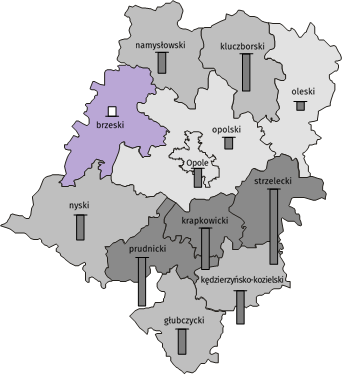 namysłowski
kluczborski
oleski
brzeski
opolski
Opole
strzelecki
nyski
krapkowicki
prudnicki
kędzierzyńsko-kozielski
głubczycki